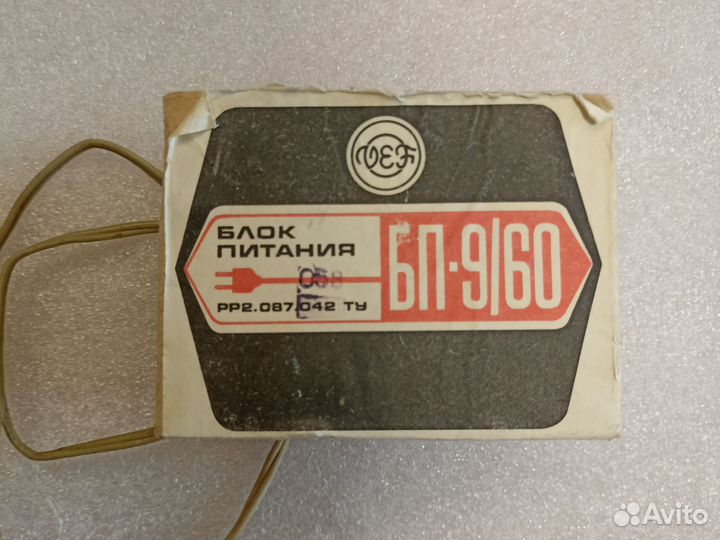 VEF
БЛОК
ПИТАНИЯ
БП-9/60
РР2.087.042 ТУ
Avito